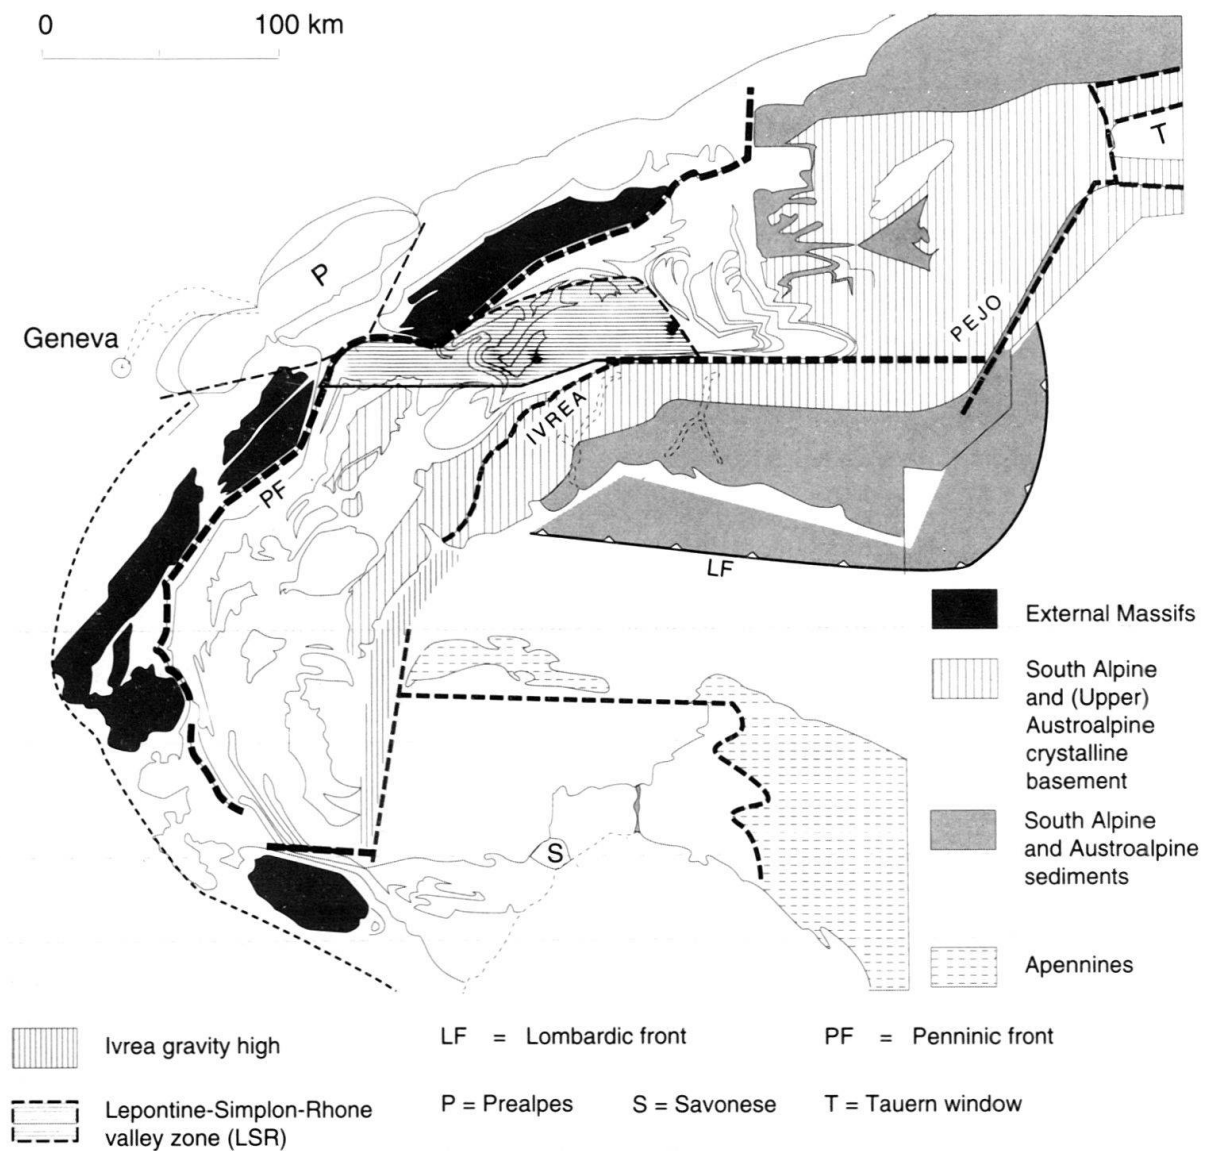 0 100 km
T
P
Geneva
PEJO
IVREA
PF
LF
S
External Massifs
South Alpine
and (Upper)
Austroalpine
crystalline
basement
South Alpine
and Austroalpine
sediments
Apennines
Ivrea gravity high
LF = Lombardic front
PF = Penninic front
Lepontine-Simplon-Rhone
valley zone (LSR)
P = Prealpes
S = Savonese
T = Tauern window